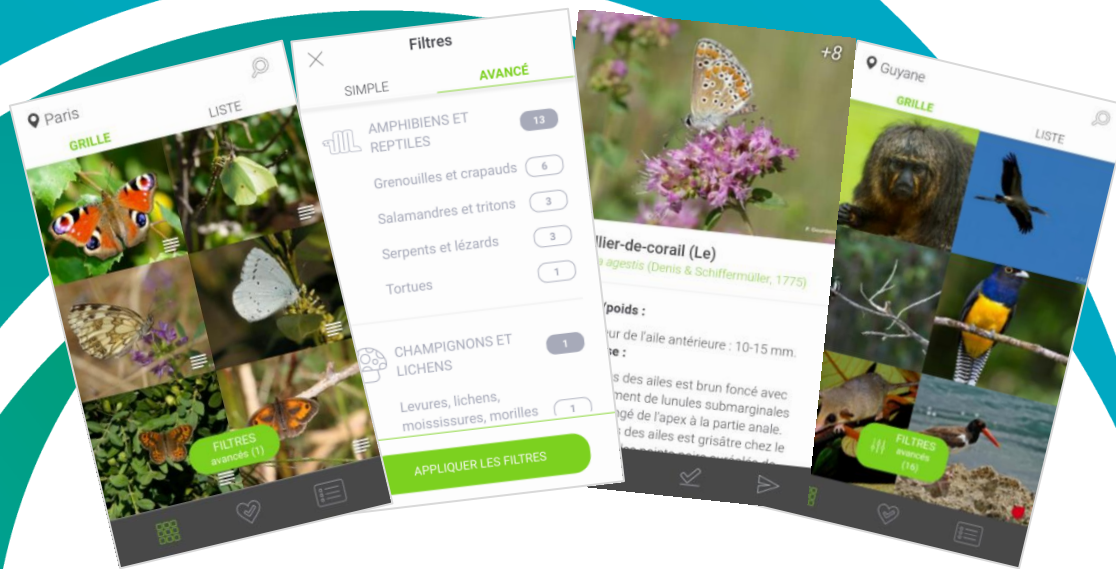 Paris
GRILLE
LISTE
FILTRES
avancés (1)
Filtres
SIMPLE
AVANCÉ
AMPHIBIENS ET
REPTILES
13
Grenouilles et crapauds
6
Salamandres et tritons
3
Serpents et lézards
3
Tortues
1
CHAMPIGNONS ET
LICHENS
1
Levures, lichens,
moississures, morilles
1
APPLIQUER LES FILTRES
+8
llier-de-corail (Le)
agestis (Denis & Schiffermüller, 1775)
/poids :
ur de l'aile antérieure : 10-15 mm.
se :
s des ailes est brun foncé avec
ment de lunules submarginales
ngé de l'apex à la partie anale.
s des ailes est grisâtre chez le
Guyane
GRILLE
LISTE
FILTRES
avancés
(16)